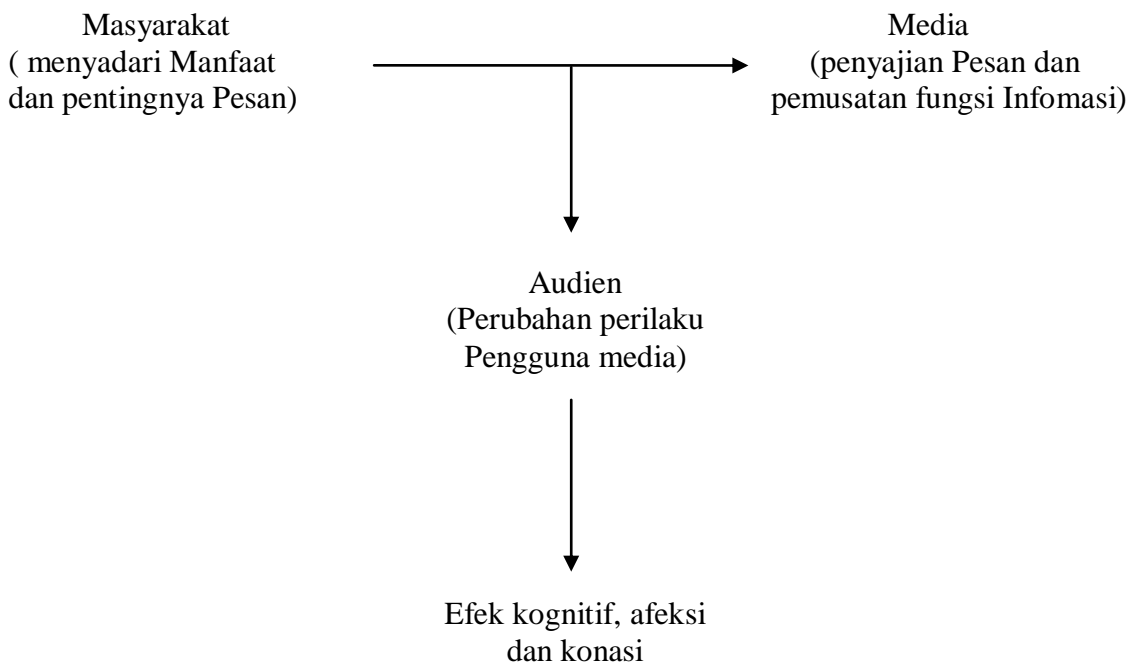 Masyarakat
( menyadari Manfaat
dan pentingnya Pesan)
Media
(penyajian Pesan dan
pemusatan fungsi Infomasi)
Audien
(Perubahan perilaku
Pengguna media)
Efek kognitif, afeksi
dan konasi